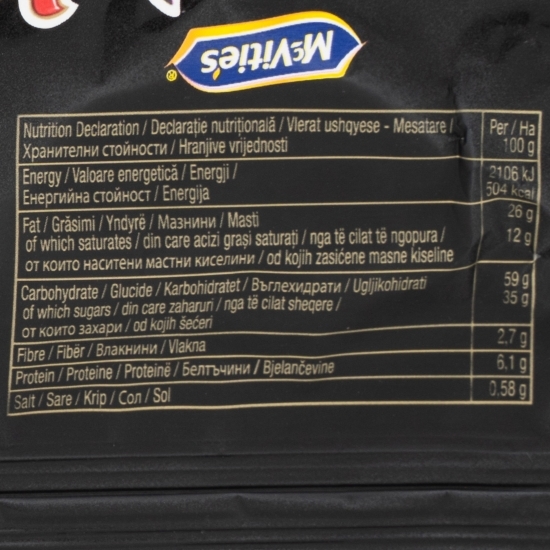 McVitie's
®
Nutrition Declaration / Declarație nutrițională / Vlerat ushqyese - Mesatare / Per / Ha
Хранителни стойности / Hranjive vrijednosti 100 g
Energy / Valoare energetică / Energji / 2106 kJ
Енергийна стойност / Energija 504 kcal
Fat / Grăsimi / Yndyrë / Мазнини / Masti 26 g
of which saturates / din care acizi grași saturați / nga të cilat të ngopura / 12 g
от които наситени мастни киселини / od kojih zasićene masne kiseline
Carbohydrate / Glucide / Karbohidratet / Въглехидрати / Ugljikohidrati 59 g
of which sugars / din care zaharuri / nga të cilat sheqere / 35 g
от които захари / od kojih šećeri
Fibre / Fibër / Влакнини / Vlakna 2.7 g
Protein / Proteine / Proteinë / Белтъчини / Bjelančevine 6.1 g
Salt / Sare / Krip / Сол / Sol 0.58 g